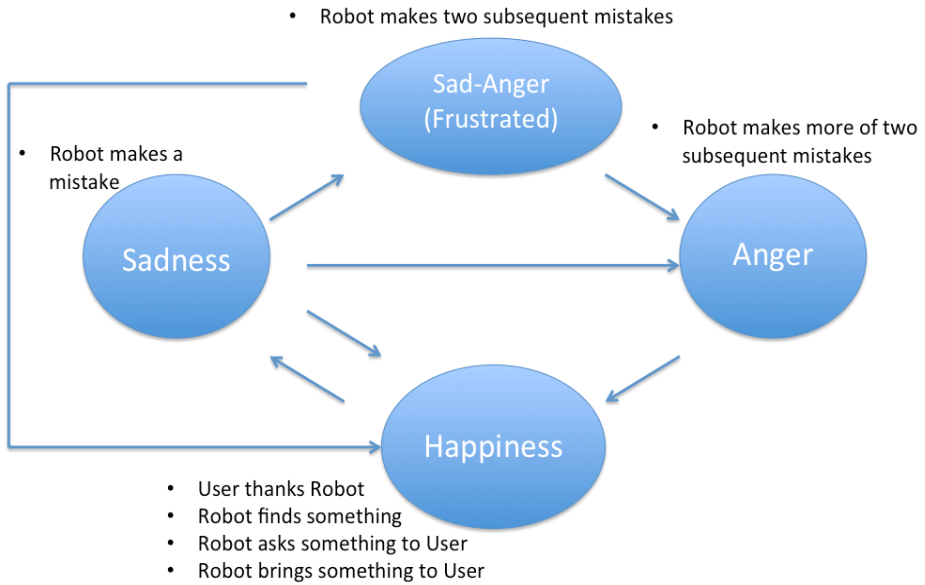 • Robot makes two subsequent mistakes
Sad-Anger
(Frustrated)
• Robot makes more of two
subsequent mistakes
• Robot makes a
mistake
Sadness
Anger
Happiness
• User thanks Robot
• Robot finds something
• Robot asks something to User
• Robot brings something to User